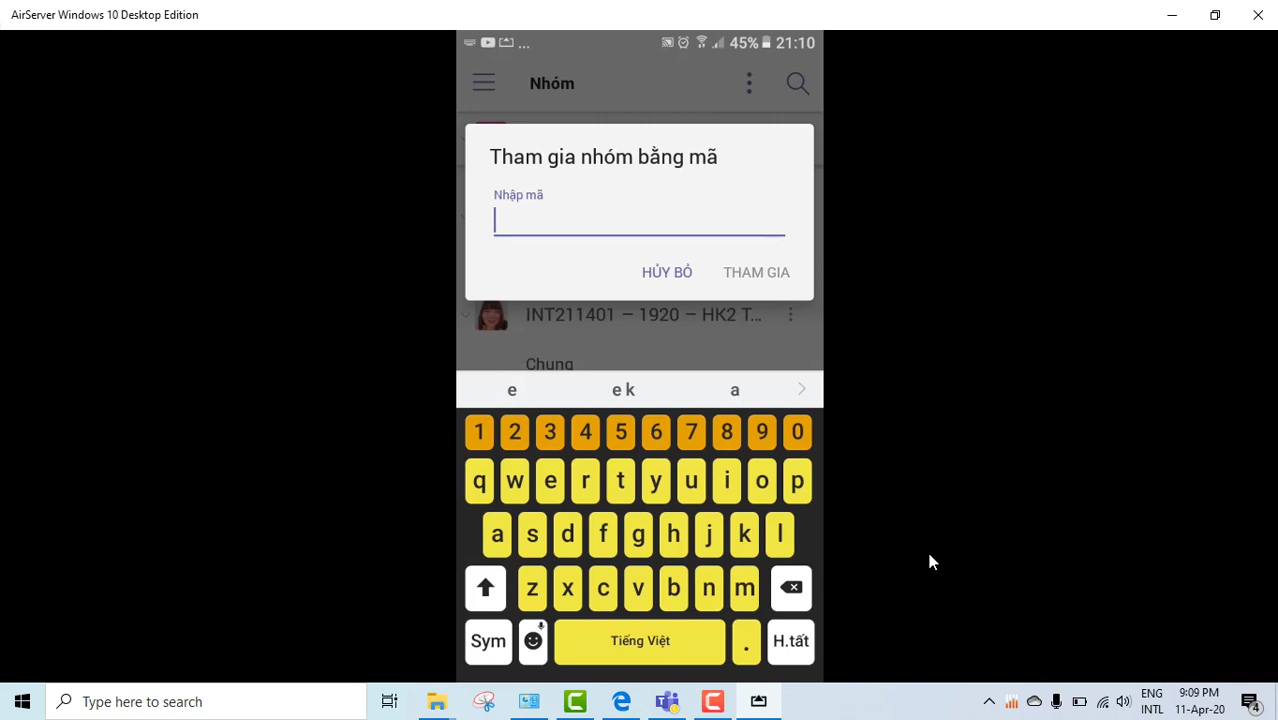 AirServer Windows 10 Desktop Edition
... 45% 21:10
Nhóm
Tham gia nhóm bằng mã
Nhập mã
HỦY BỎ THAM GIA
INT211401 – 1920 – HK2 T...
Chung
e e k a
1 2 3 4 5 6 7 8 9 0
q w e r t y u i o p
a s d f g h j k l
z x c v b n m
Sym Tiếng Việt . H.tất
Type here to search
ENG 9:09 PM
INTL 11-Apr-20 4